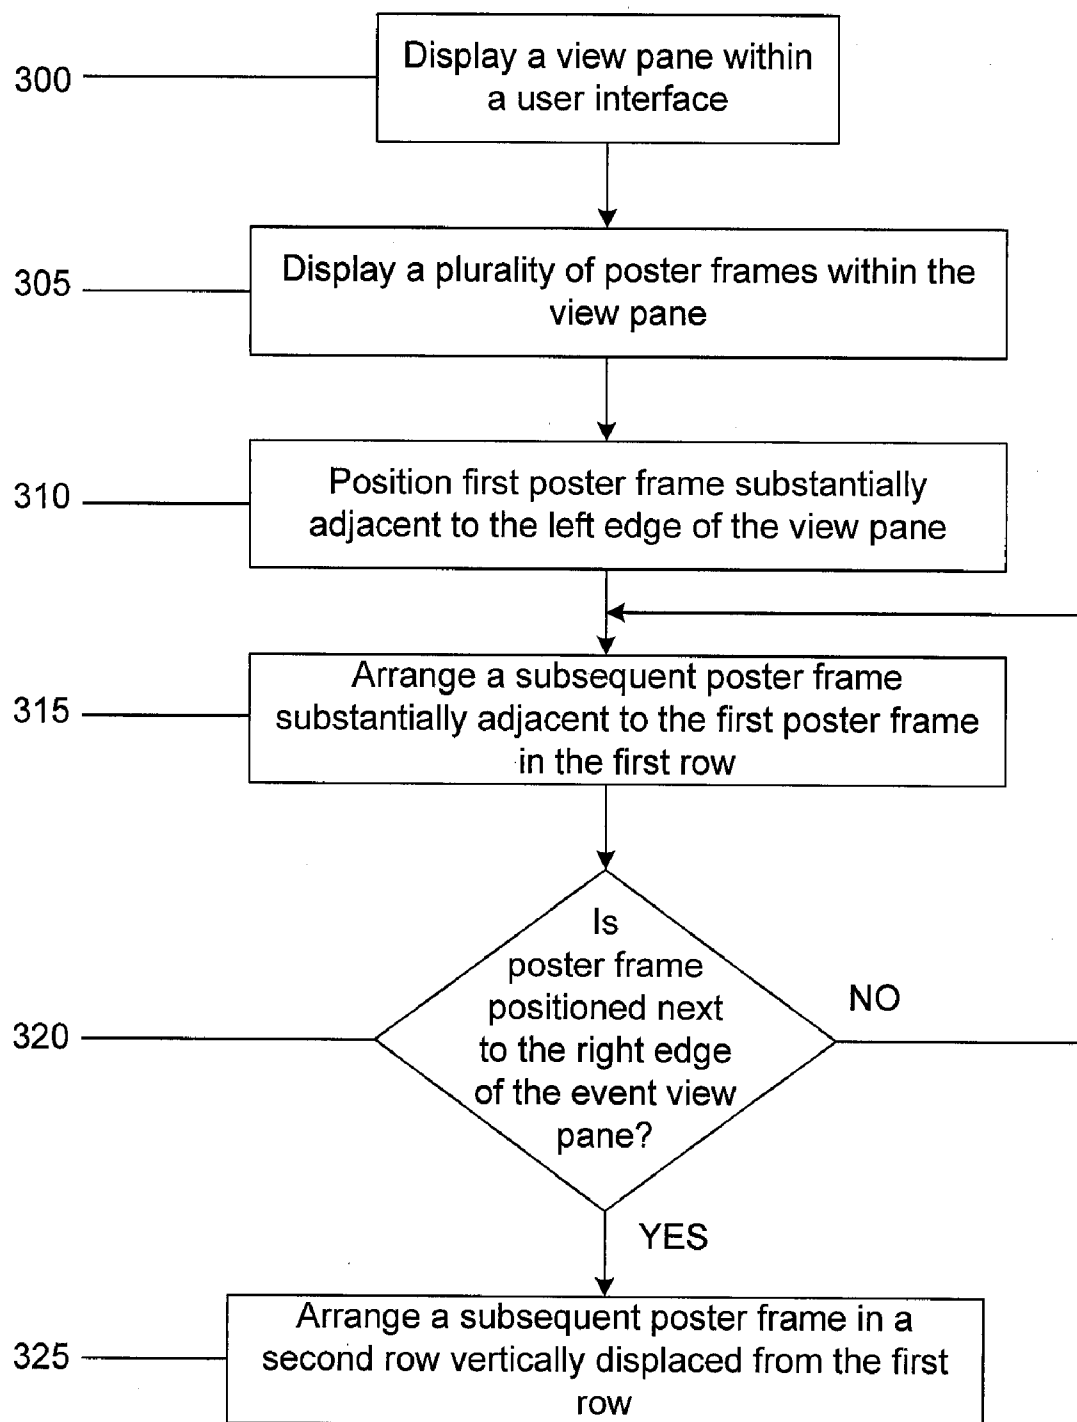 300
Display a view pane within
a user interface
305
Display a plurality of poster frames within the
view pane
310
Position first poster frame substantially
adjacent to the left edge of the view pane
315
Arrange a subsequent poster frame
substantially adjacent to the first poster frame
in the first row
320
Is
poster frame
positioned next
to the right edge
of the event view
pane?
NO
YES
325
Arrange a subsequent poster frame in a
second row vertically displaced from the first
row